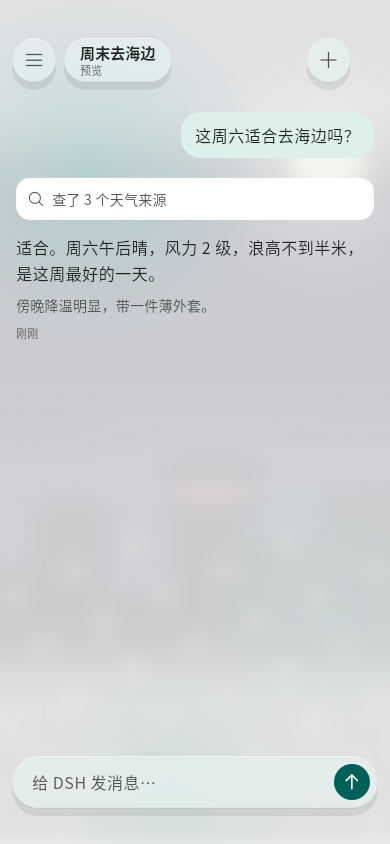 周末去海边
预览
这周六适合去海边吗？
查了 3 个天气来源
适合。周六午后晴，风力 2 级，浪高不到半米，
是这周最好的一天。
傍晚降温明显，带一件薄外套。
刚刚
给 DSH 发消息…